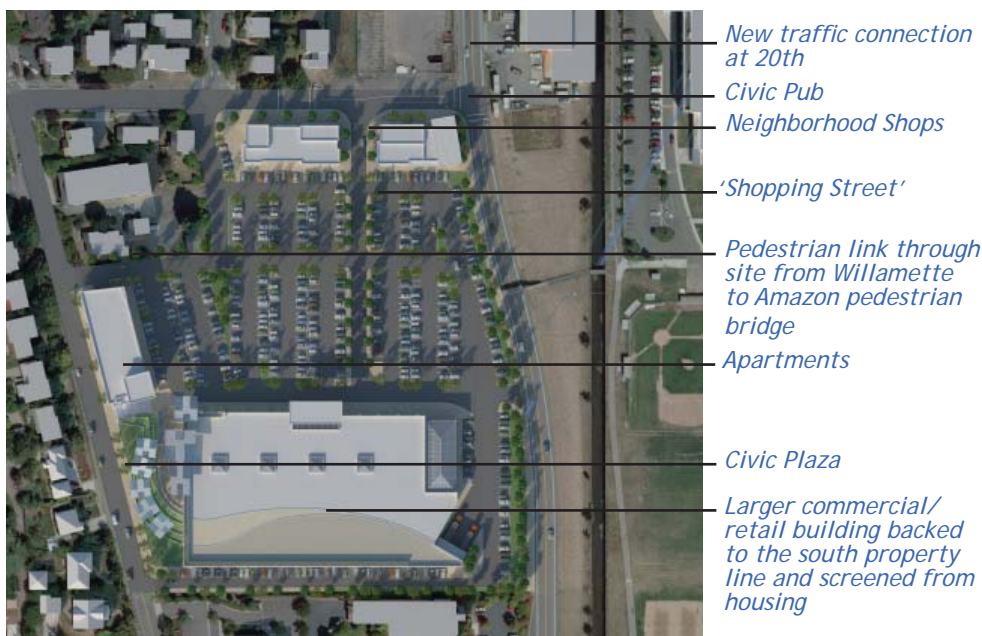 New traffic connection
at 20th
Civic Pub
Neighborhood Shops
‘Shopping Street’
Pedestrian link through
site from Willamette
to Amazon pedestrian
bridge
Apartments
Civic Plaza
Larger commercial/
retail building backed
to the south property
line and screened from
housing